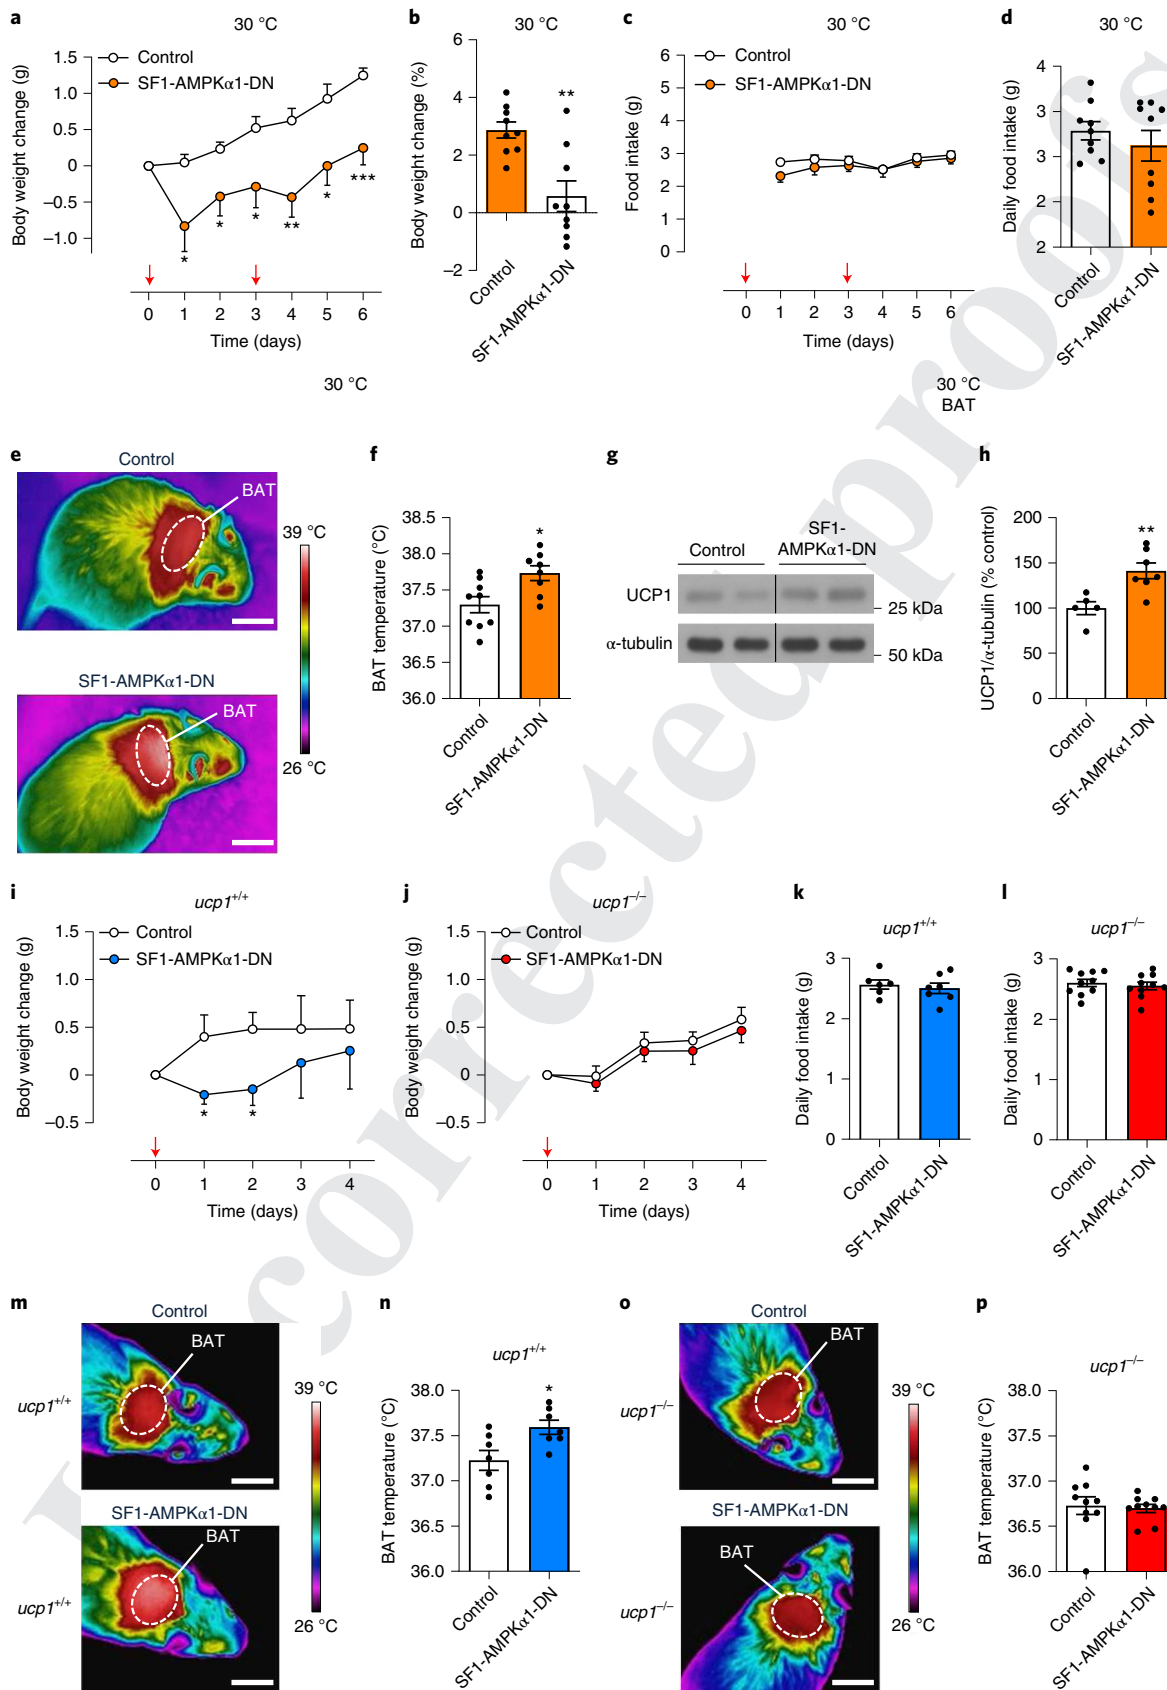 a
30 °C
Control
SF1-AMPKα1-DN
Body weight change (g)
1.5
1.0
0.5
0
–0.5
–1.0
*
*
*
**
*
***
0 1 2 3 4 5 6
Time (days)
b
30 °C
Body weight change (%)
6
4
2
0
–2
**
Control
SF1-AMPKα1-DN
c
30 °C
Control
SF1-AMPKα1-DN
Food intake (g)
6
5
4
3
2
1
0
0 1 2 3 4 5 6
Time (days)
d
30 °C
Daily food intake (g)
4
3
3
2
2
Control
SF1-AMPKα1-DN
30 °C
30 °C
BAT
e
Control
BAT
SF1-AMPKα1-DN
BAT
39 °C
26 °C
f
BAT temperature (°C)
38.5
38.0
37.5
37.0
36.5
36.0
*
Control
SF1-AMPKα1-DN
g
Control
SF1-
AMPKα1-DN
UCP1
25 kDa
α-tubulin
50 kDa
h
UCP1/α-tubulin (% control)
200
150
100
50
0
**
Control
SF1-AMPKα1-DN
i
ucp1+/+
Control
SF1-AMPKα1-DN
Body weight change (g)
1.5
1.0
0.5
0
–0.5
*
*
0 1 2 3 4
Time (days)
j
ucp1–/–
Control
SF1-AMPKα1-DN
Body weight change (g)
1.5
1.0
0.5
0
–0.5
0 1 2 3 4
Time (days)
k
ucp1+/+
Daily food intake (g)
3
2
1
0
Control
SF1-AMPKα1-DN
l
ucp1–/–
Daily food intake (g)
3
2
1
0
Control
SF1-AMPKα1-DN
m
Control
BAT
ucp1+/+
SF1-AMPKα1-DN
BAT
ucp1+/+
39 °C
26 °C
n
ucp1+/+
BAT temperature (°C)
38.0
37.5
37.0
36.5
36.0
*
Control
SF1-AMPKα1-DN
o
Control
BAT
ucp1–/–
SF1-AMPKα1-DN
BAT
ucp1–/–
39 °C
26 °C
p
ucp1–/–
BAT temperature (°C)
38.0
37.5
37.0
36.5
36.0
Control
SF1-AMPKα1-DN
corrected proofs